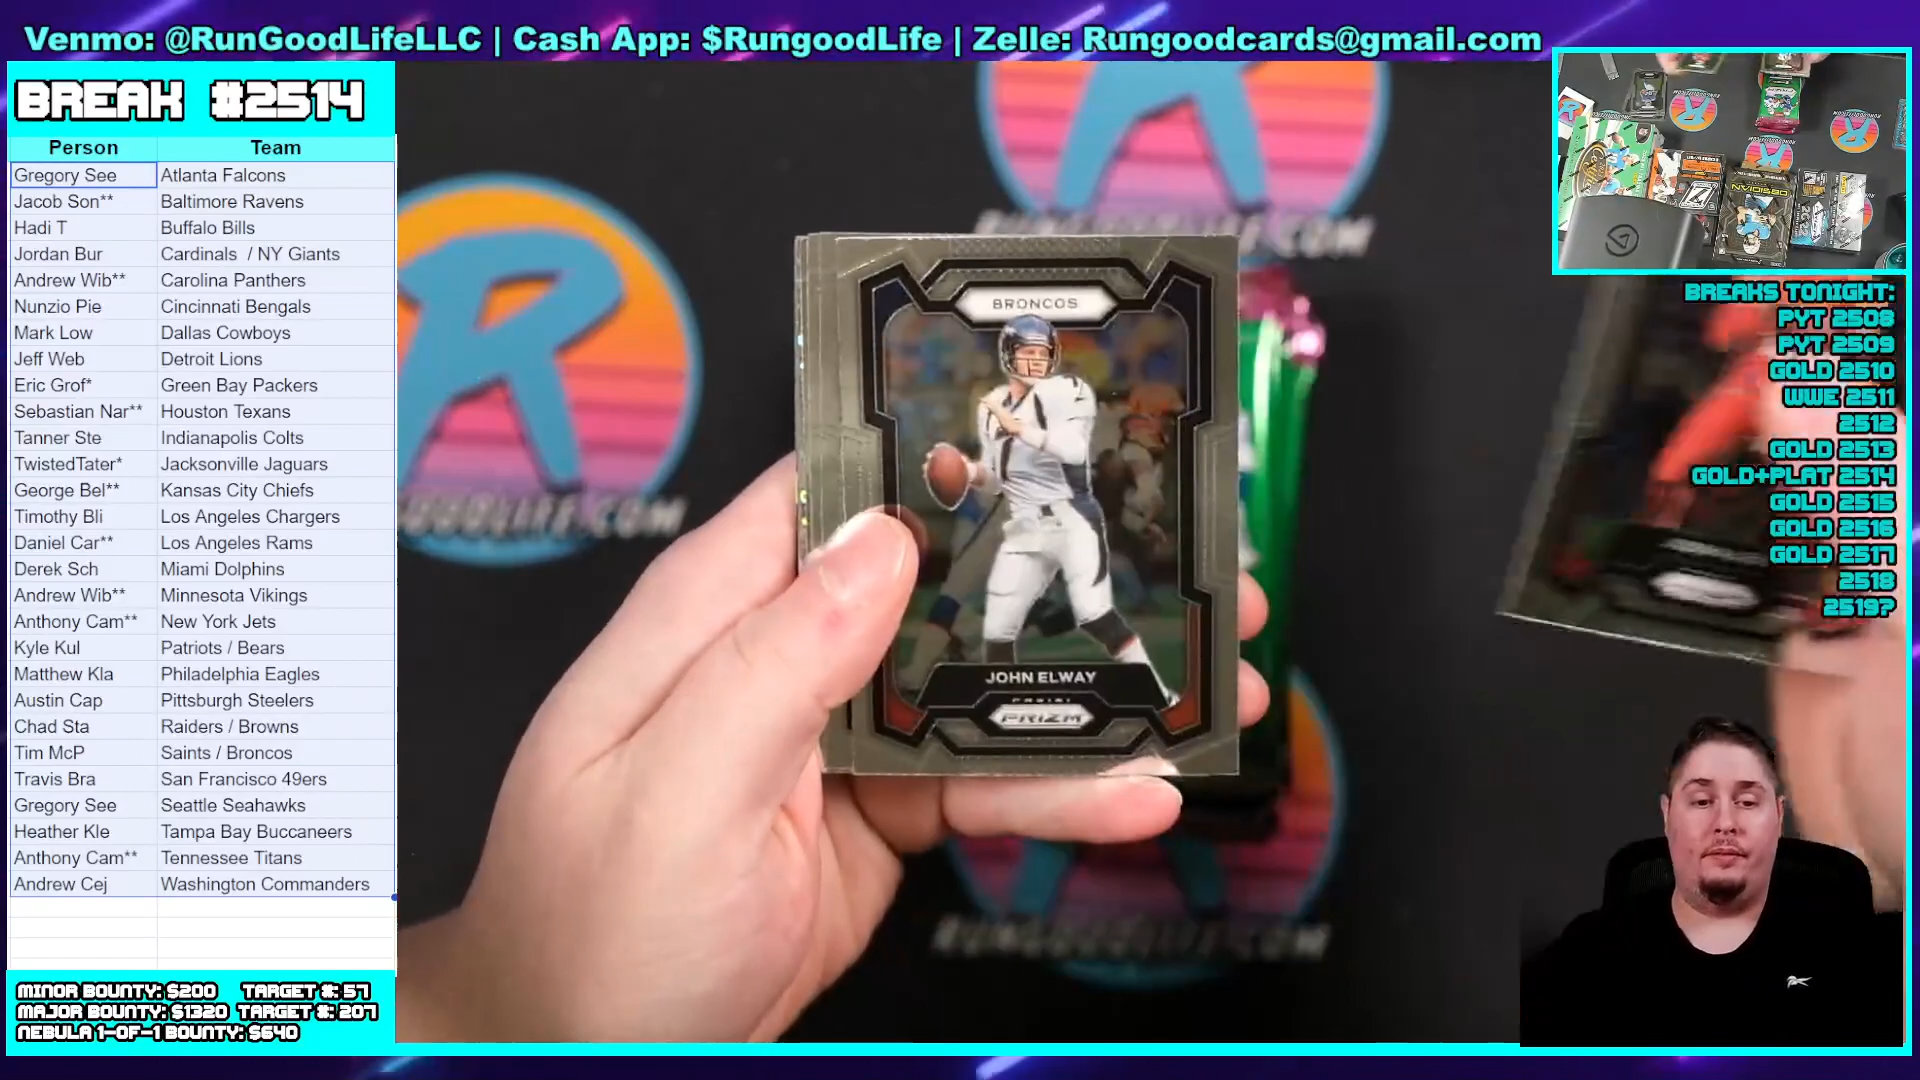 Venmo: @RunGoodLifeLLC | Cash App: $RungoodLife | Zelle: Rungoodcards@gmail.com
BREAK #2514
Person Team
Gregory See Atlanta Falcons
Jacob Son** Baltimore Ravens
Hadi T Buffalo Bills
Jordan Bur Cardinals / NY Giants
Andrew Wib** Carolina Panthers
Nunzio Pie Cincinnati Bengals
Mark Low Dallas Cowboys
Jeff Web Detroit Lions
Eric Grof* Green Bay Packers
Sebastian Nar** Houston Texans
Tanner Ste Indianapolis Colts
TwistedTater* Jacksonville Jaguars
George Bel** Kansas City Chiefs
Timothy Bli Los Angeles Chargers
Daniel Car** Los Angeles Rams
Derek Sch Miami Dolphins
Andrew Wib** Minnesota Vikings
Anthony Cam** New York Jets
Kyle Kul Patriots / Bears
Matthew Kla Philadelphia Eagles
Austin Cap Pittsburgh Steelers
Chad Sta Raiders / Browns
Tim McP Saints / Broncos
Travis Bra San Francisco 49ers
Gregory See Seattle Seahawks
Heather Kle Tampa Bay Buccaneers
Anthony Cam** Tennessee Titans
Andrew Cej Washington Commanders
MINOR BOUNTY: $200 TARGET #: 57
MAJOR BOUNTY: $1320 TARGET #: 207
NEBULA 1-OF-1 BOUNTY: $640
BRONCOS
JOHN ELWAY
PANINI
PRIZM
RUNGOODLIFE.COM
OBSIDIAN
BREAKS TONIGHT:
PYT 2508
PYT 2509
GOLD 2510
WWE 2511
2512
GOLD 2513
GOLD+PLAT 2514
GOLD 2515
GOLD 2516
GOLD 2517
2518
2519?